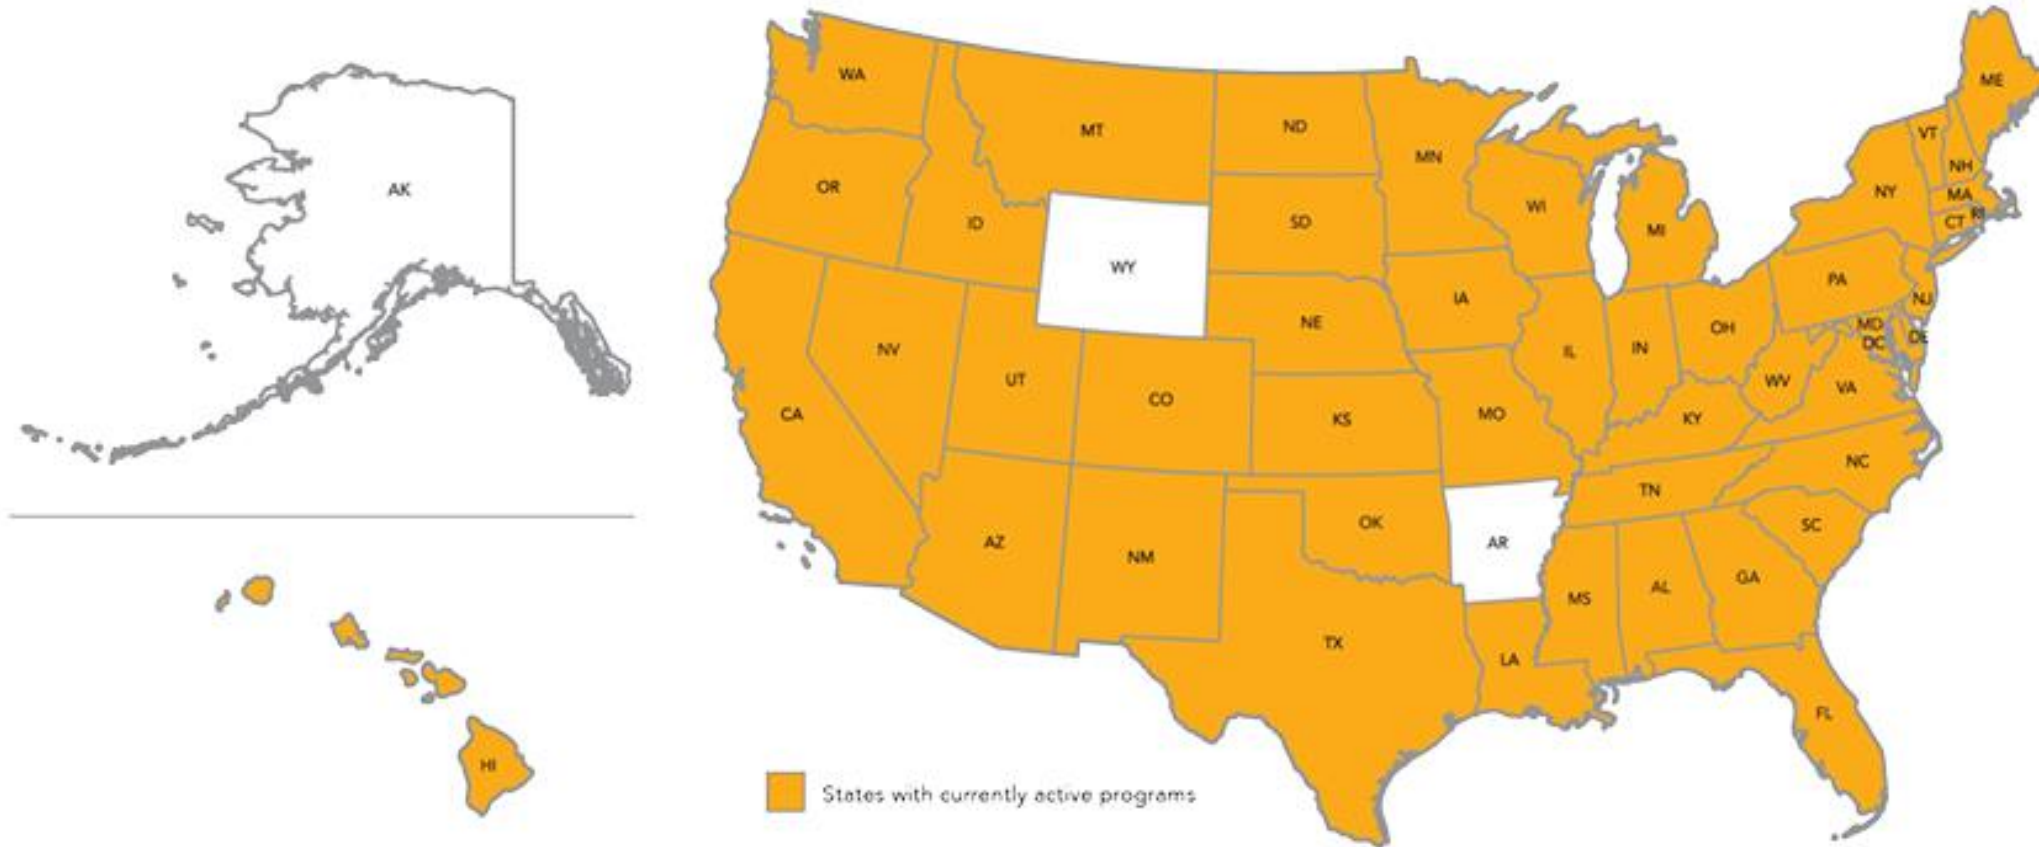 WA
ME
MT
ND
VT
MN
NH
AK
OR
NY
MA
WI
RI
ID
SD
CT
MI
WY
PA
IA
NJ
NE
MD
OH
DE
DC
NV
IN
IL
UT
WV
VA
CO
CA
KS
MO
KY
NC
TN
OK
SC
AZ
AR
NM
GA
AL
MS
TX
LA
FL
HI
States with currently active programs